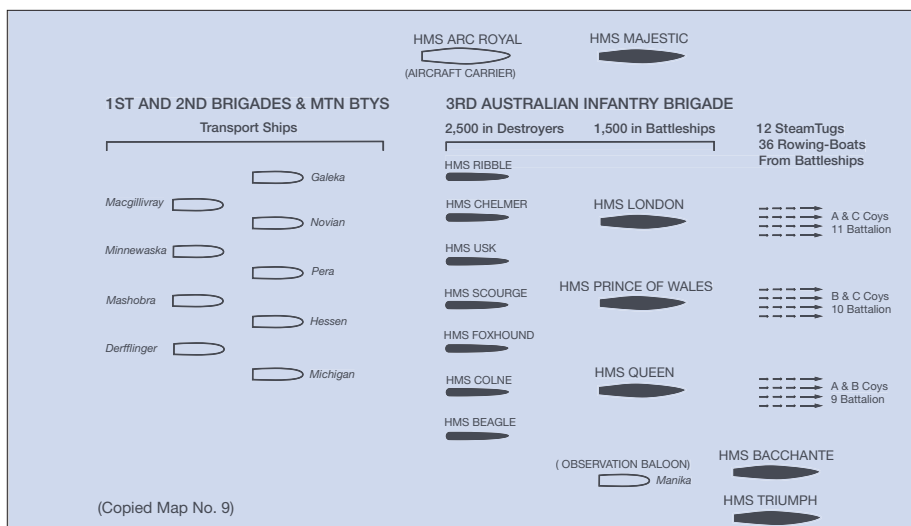 HMS ARC ROYAL
(AIRCRAFT CARRIER)
HMS MAJESTIC
1ST AND 2ND BRIGADES & MTN BTYS
Transport Ships
Galeka
Macgillivray
Novian
Minnewaska
Pera
Mashobra
Hessen
Derfflinger
Michigan
3RD AUSTRALIAN INFANTRY BRIGADE
2,500 in Destroyers
1,500 in Battleships
12 SteamTugs
36 Rowing-Boats
From Battleships
HMS RIBBLE
HMS CHELMER
HMS USK
HMS SCOURGE
HMS FOXHOUND
HMS COLNE
HMS BEAGLE
HMS LONDON
HMS PRINCE OF WALES
HMS QUEEN
A & C Coys
11 Battalion
B & C Coys
10 Battalion
A & B Coys
9 Battalion
( OBSERVATION BALOON)
Manika
HMS BACCHANTE
HMS TRIUMPH
(Copied Map No. 9)